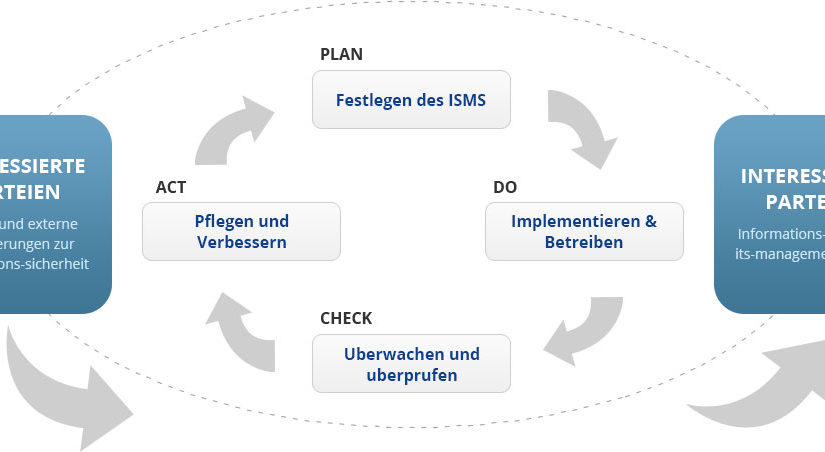 PLAN
Festlegen des ISMS
ESSIERTE
RTEIEN
und externe
erungen zur
ons-sicherheit
ACT
Pflegen und
Verbessern
DO
Implementieren &
Betreiben
INTERESS
PARTE
Informations-
its-manageme
CHECK
Uberwachen und
uberprufen